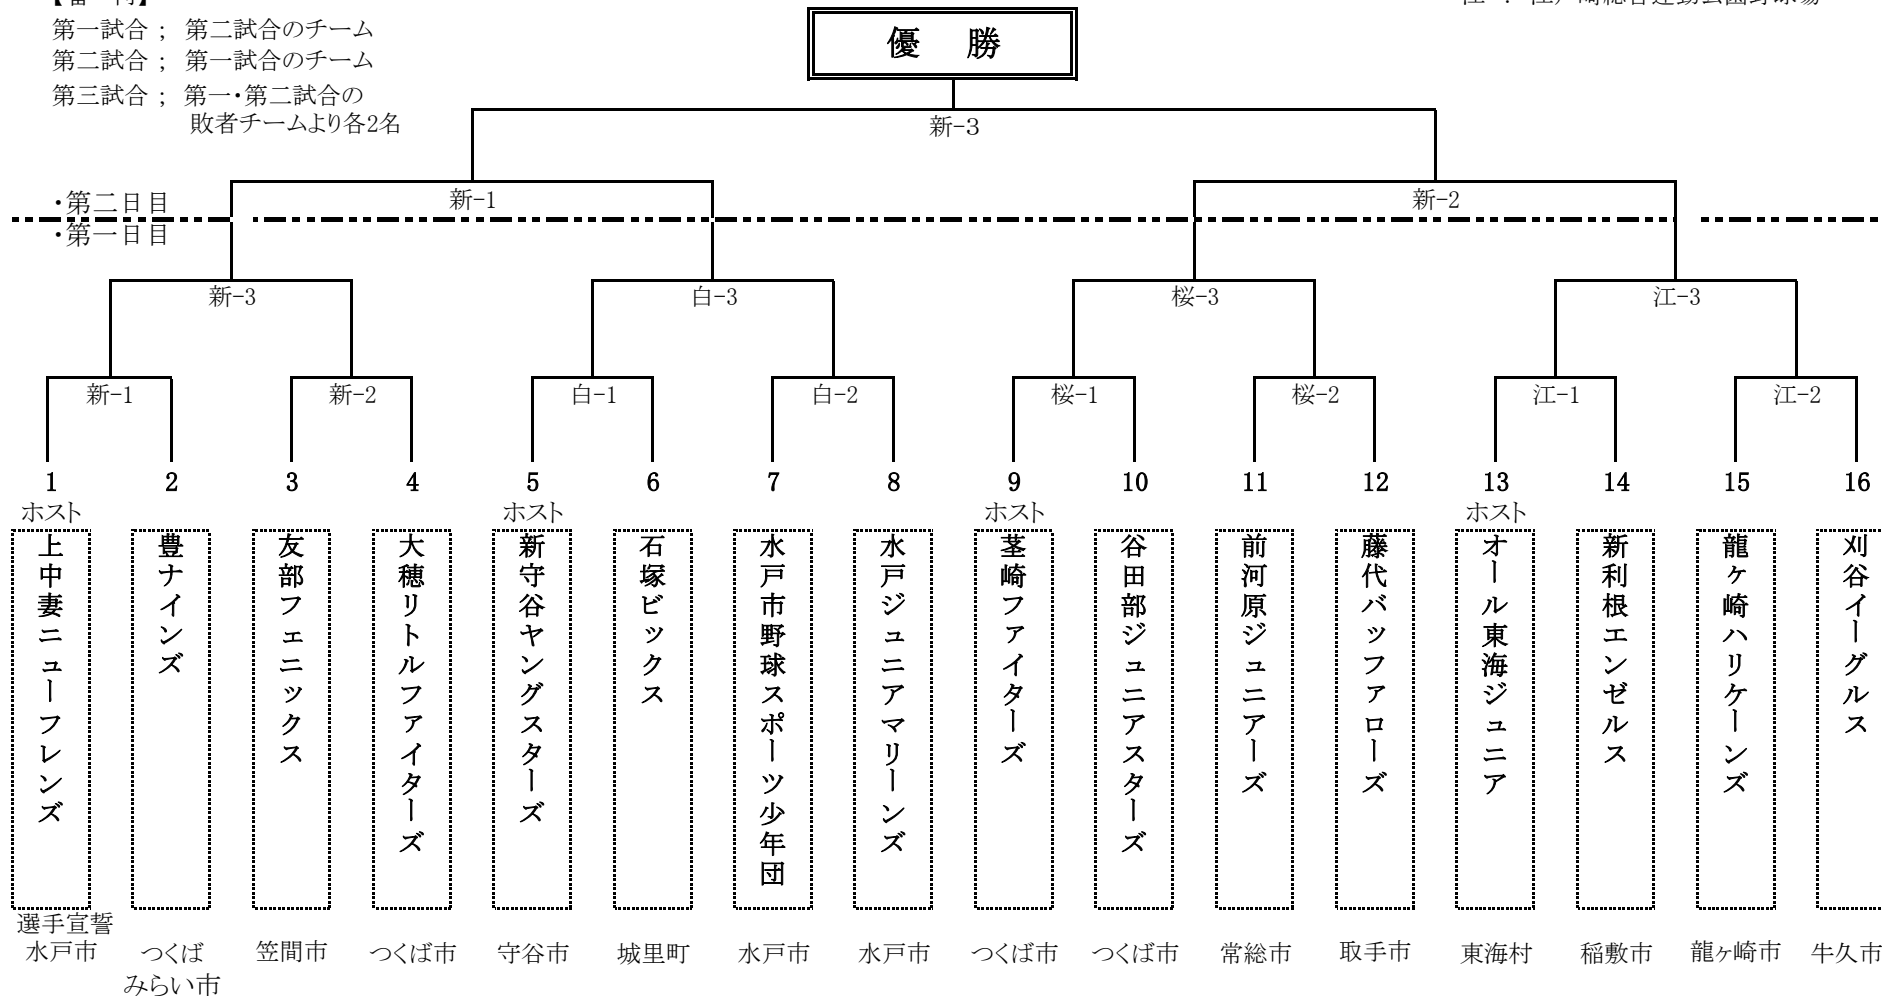 第一試合 ; 第二試合のチーム
第二試合 ; 第一試合のチーム
第三試合 ; 第一・第二試合の
敗者チームより各2名
優 勝
新-3
・第二日目
新-1
新-2
・第一日目
新-3
白-3
桜-3
江-3
新-1
新-2
白-1
白-2
桜-1
桜-2
江-1
江-2
1 2 3 4 5 6 7 8 9 10 11 12 13 14 15 16
ホスト ホスト ホスト ホスト
上中妻ニューフレンズ
豊ナインズ
友部フェニックス
大穂リトルファイターズ
新守谷ヤングスターズ
石塚ビックス
水戸市野球スポーツ少年団
水戸ジュニアマリーンズ
茎崎ファイターズ
谷田部ジュニアスターズ
前河原ジュニアーズ
藤代バッファローズ
オール東海ジュニア
新利根エンゼルス
龍ヶ崎ハリケーンズ
刈谷イーグルス
選手宣誓
水戸市 つくば 笠間市 つくば市 守谷市 城里町 水戸市 水戸市 つくば市 つくば市 常総市 取手市 東海村 稲敷市 龍ヶ崎市 牛久市
みらい市